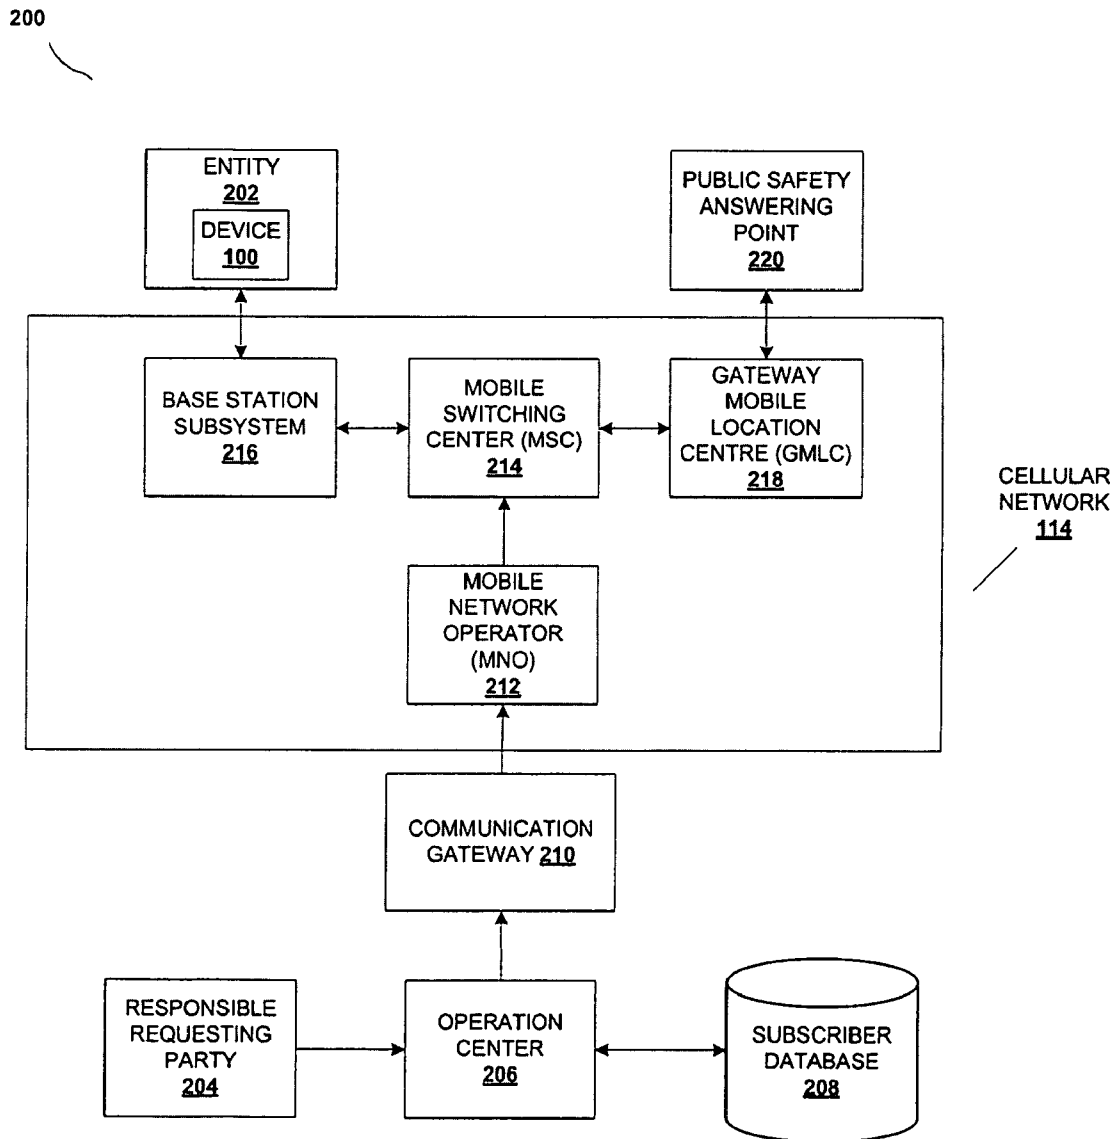 200
ENTITY
202
DEVICE
100
PUBLIC SAFETY
ANSWERING
POINT
220
BASE STATION
SUBSYSTEM
216
MOBILE
SWITCHING
CENTER (MSC)
214
GATEWAY
MOBILE
LOCATION
CENTRE (GMLC)
218
CELLULAR
NETWORK
114
MOBILE
NETWORK
OPERATOR
(MNO)
212
COMMUNICATION
GATEWAY 210
RESPONSIBLE
REQUESTING
PARTY
204
OPERATION
CENTER
206
SUBSCRIBER
DATABASE
208